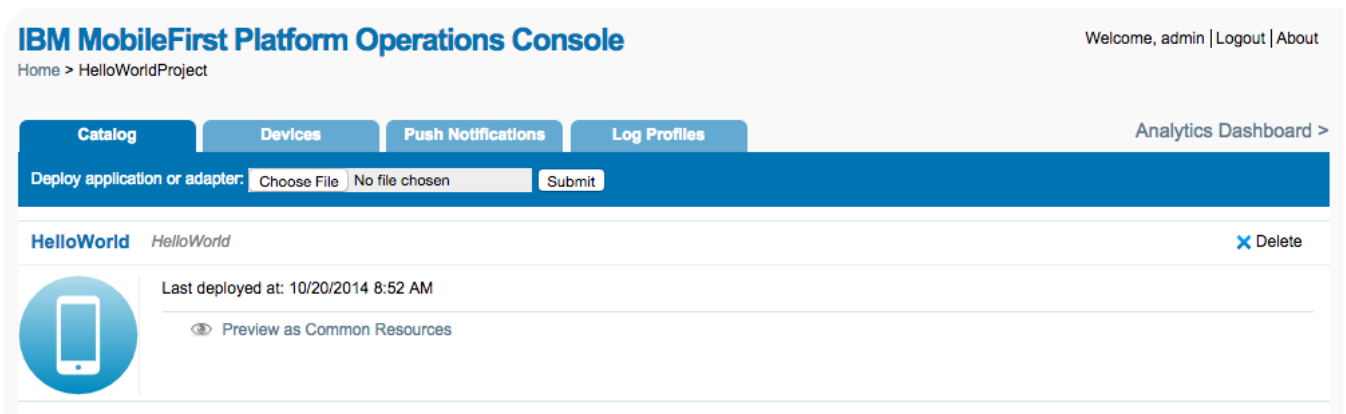 IBM MobileFirst Platform Operations Console
Welcome, admin | Logout | About
Home > HelloWorldProject
Catalog Devices Push Notifications Log Profiles Analytics Dashboard >
Deploy application or adapter: Choose File No file chosen Submit
HelloWorld HelloWorld Delete
Last deployed at: 10/20/2014 8:52 AM
Preview as Common Resources